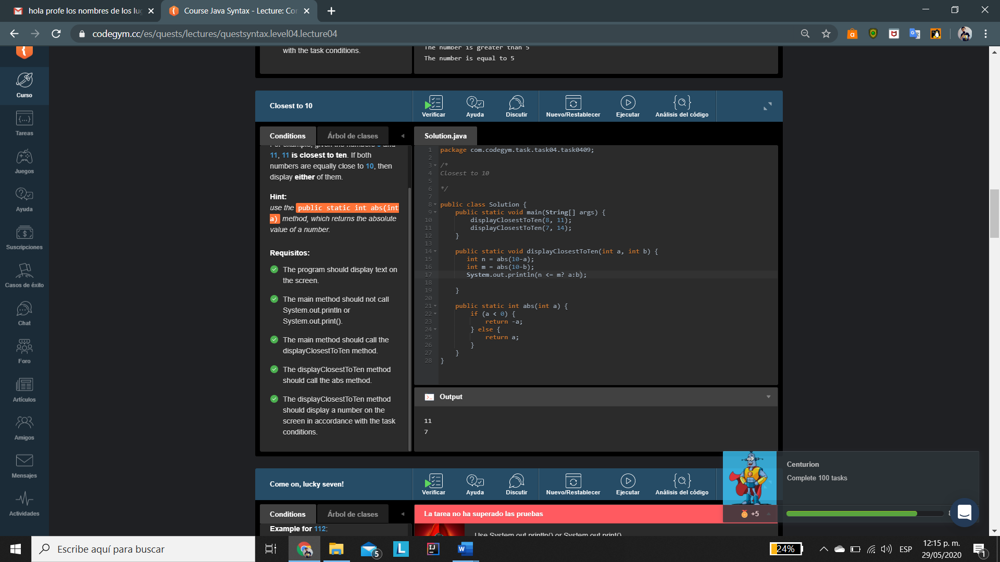 hola profe los nombres de los lu
Course Java Syntax - Lecture: Cor
codegym.cc/es/quests/lectures/questsyntax.level04.lecture04
with the task conditions.
The number is greater than 5
The number is equal to 5
Curso
Tareas
Juegos
Ayuda
Suscripciones
Casos de éxito
Chat
Foro
Artículos
Amigos
Mensajes
Actividades
Closest to 10
Verificar
Ayuda
Discutir
Nuevo/Restablecer
Ejecutar
Análisis del código
Conditions
Árbol de clases
11, 11 is closest to ten. If both
numbers are equally close to 10, then
display either of them.
Hint:
use the public static int abs(int
a) method, which returns the absolute
value of a number.
Requisitos:
The program should display text on
the screen.
The main method should not call
System.out.println or
System.out.print().
The main method should call the
displayClosestToTen method.
The displayClosestToTen method
should call the abs method.
The displayClosestToTen method
should display a number on the
screen in accordance with the task
conditions.
Solution.java
1 package com.codegym.task.task04.task0409;
2
3 /*
4 Closest to 10
5
6 */
7
8 public class Solution {
9 public static void main(String[] args) {
10 displayClosestToTen(8, 11);
11 displayClosestToTen(7, 14);
12 }
13
14 public static void displayClosestToTen(int a, int b) {
15 int n = abs(10-a);
16 int m = abs(10-b);
17 System.out.println(n <= m? a:b);
18
19 }
20
21 public static int abs(int a) {
22 if (a < 0) {
23 return -a;
24 } else {
25 return a;
26 }
27 }
28 }
Output
11
7
Come on, lucky seven!
Verificar
Ayuda
Discutir
Nuevo/Restablecer
Ejecutar
Análisis del código
Conditions
Árbol de clases
Example for 112:
La tarea no ha superado las pruebas
Use System.out.println() or System.out.print()
Centurion
Complete 100 tasks
+5
Escribe aquí para buscar
5
24%
ESP
12:15 p. m.
29/05/2020
1